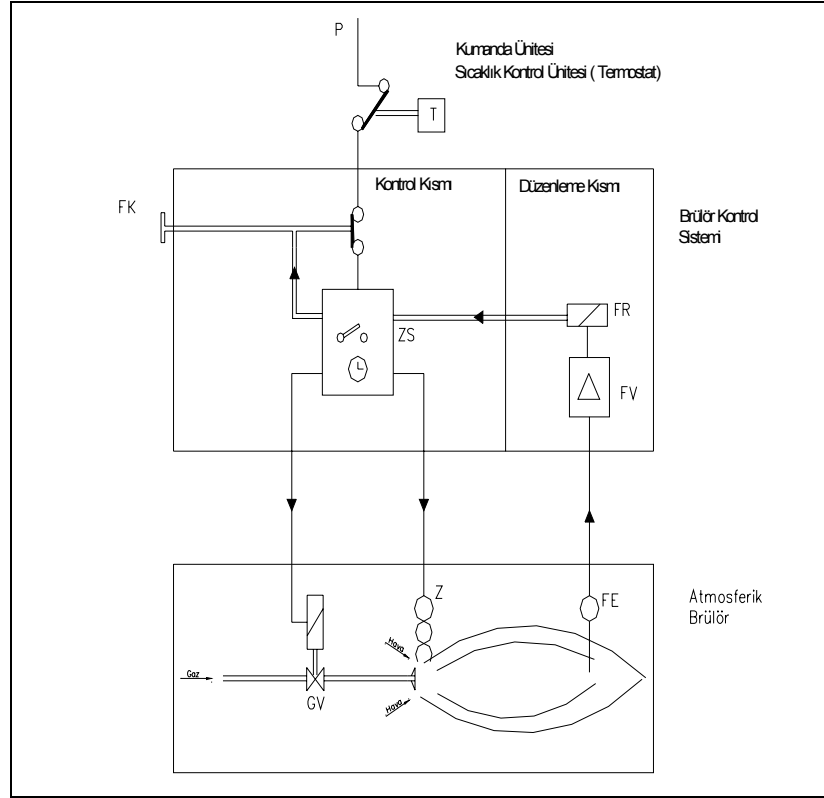 P
Kumanda Ünitesi
Sıcaklık Kontrol Ünitesi ( Termostat)
T
Kontrol Kısmı
Düzenleme Kısmı
FK
Brülör Kontrol
Sistemi
FR
ZS
FV
Z
FE
Atmosferik
Brülör
Hava
Gaz
GV
Hava